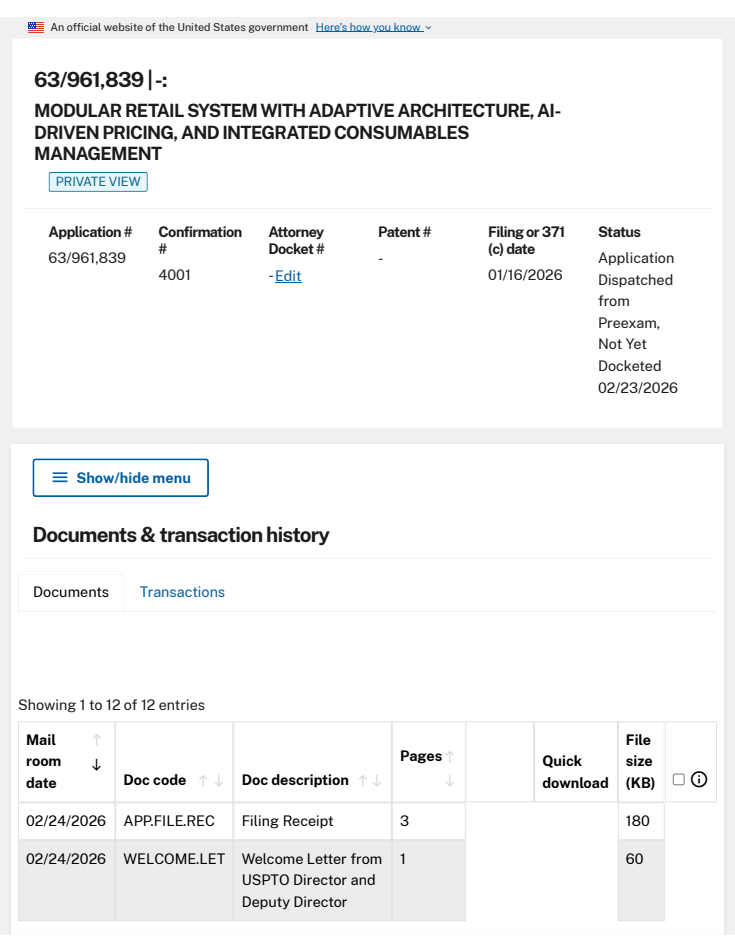 An official website of the United States government Here's how you know
63/961,839 | -:
MODULAR RETAIL SYSTEM WITH ADAPTIVE ARCHITECTURE, AI-
DRIVEN PRICING, AND INTEGRATED CONSUMABLES
MANAGEMENT
PRIVATE VIEW
Application #
63/961,839
Confirmation
#
4001
Attorney
Docket #
- Edit
Patent #
-
Filing or 371
(c) date
01/16/2026
Status
Application
Dispatched
from
Preexam,
Not Yet
Docketed
02/23/2026
Show/hide menu
Documents & transaction history
Documents Transactions
Showing 1 to 12 of 12 entries
Mail
room
date
Doc code
Doc description
Pages
Quick
download
File
size
(KB)
02/24/2026 APP.FILE.REC Filing Receipt 3 180
02/24/2026 WELCOME.LET Welcome Letter from 1 60
USPTO Director and
Deputy Director